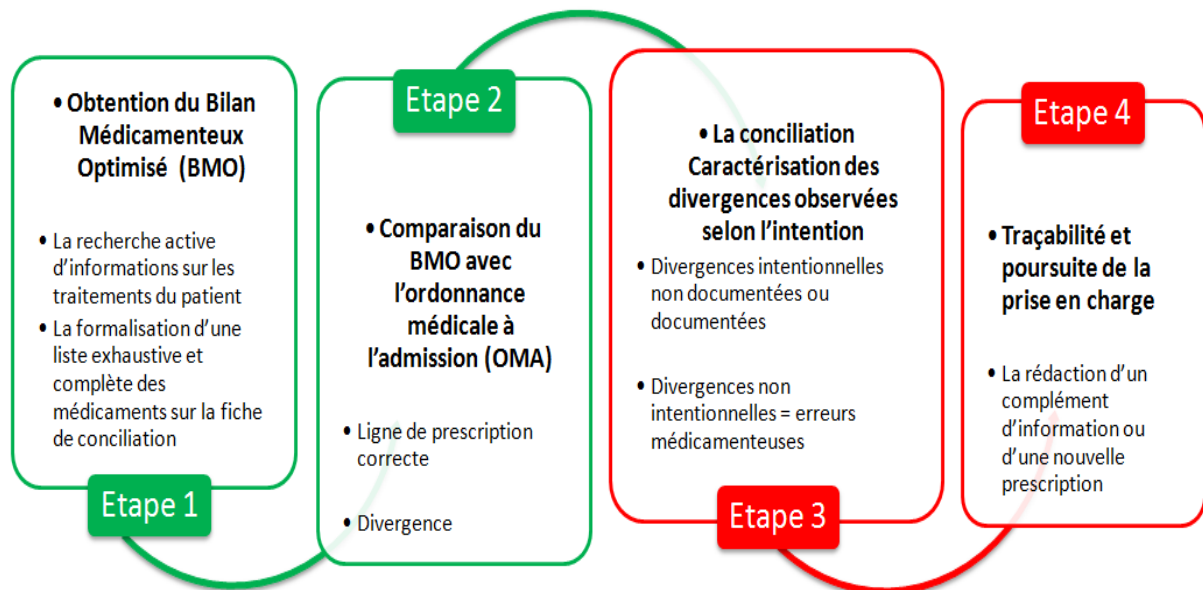 • Obtention du Bilan
Médicamenteux
Optimisé (BMO)
• La recherche active
d’informations sur les
traitements du patient
• La formalisation d’une
liste exhaustive et
complète des
médicaments sur la fiche
de conciliation
Etape 1
Etape 2
• Comparaison du
BMO avec
l’ordonnance
médicale à
l’admission (OMA)
• Ligne de prescription
correcte
• Divergence
• La conciliation
Caractérisation des
divergences observées
selon l’intention
• Divergences intentionnelles
non documentées ou
documentées
• Divergences non
intentionnelles = erreurs
médicamenteuses
Etape 3
Etape 4
• Traçabilité et
poursuite de la
prise en charge
• La rédaction d’un
complément
d’information ou
d’une nouvelle
prescription